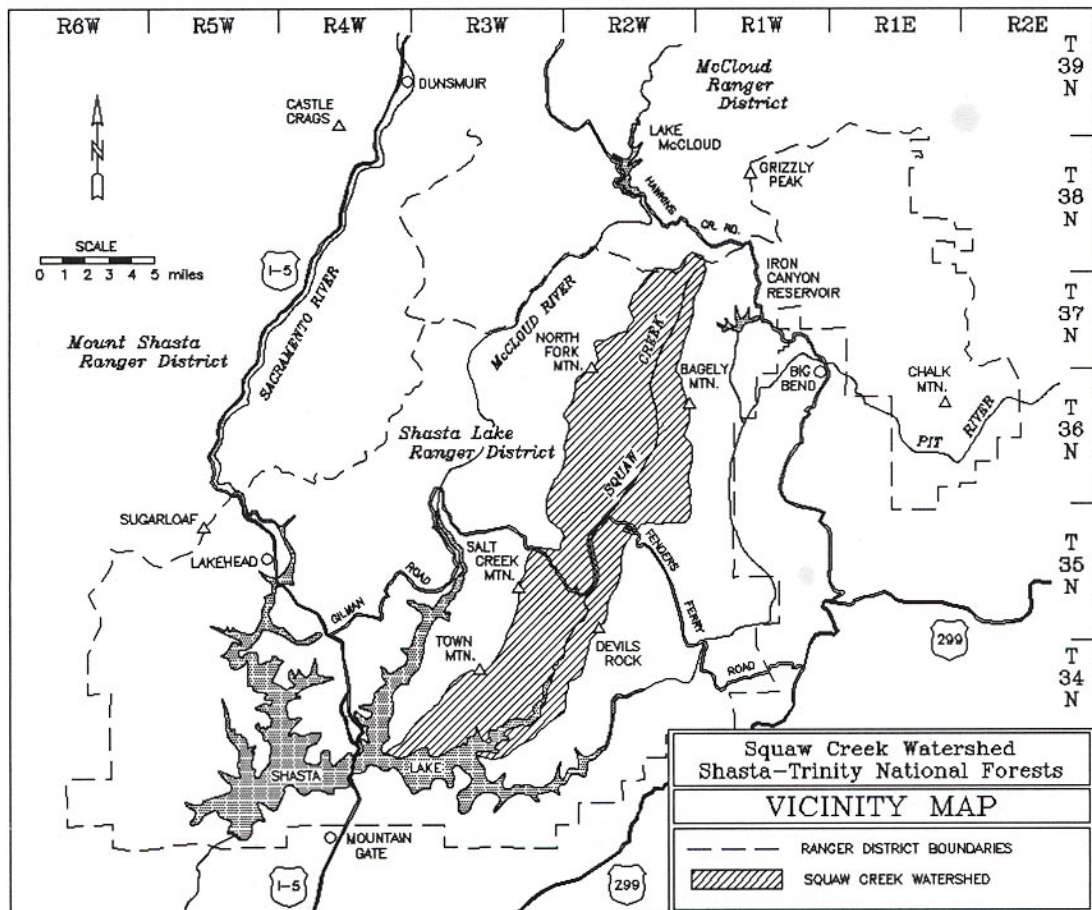 R6W R5W R4W R3W R2W R1W R1E R2E
T
39
N
McCloud
Ranger
District
DUNSMUIR
CASTLE
CRAGS
LAKE
McCLOUD
N
GRIZZLY
PEAK
T
38
N
HAWKINS
CR. RD.
SCALE
0 1 2 3 4 5 miles
I-5
IRON
CANYON
RESERVOIR
SACRAMENTO RIVER
McCLOUD RIVER
T
37
N
Mount Shasta
Ranger District
NORTH
FORK
MTN.
SQUAW CREEK
BAGELY
MTN.
BIG
BEND
CHALK
MTN.
PIT RIVER
T
36
N
Shasta Lake
Ranger District
SUGARLOAF
LAKEHEAD
SALT
CREEK
MTN.
GILMAN ROAD
FENDERS
FERRY
ROAD
T
35
N
299
TOWN
MTN.
DEVILS
ROCK
T
34
N
SHASTA
LAKE
MOUNTAIN
GATE
I-5
299
Squaw Creek Watershed
Shasta-Trinity National Forests
VICINITY MAP
RANGER DISTRICT BOUNDARIES
SQUAW CREEK WATERSHED